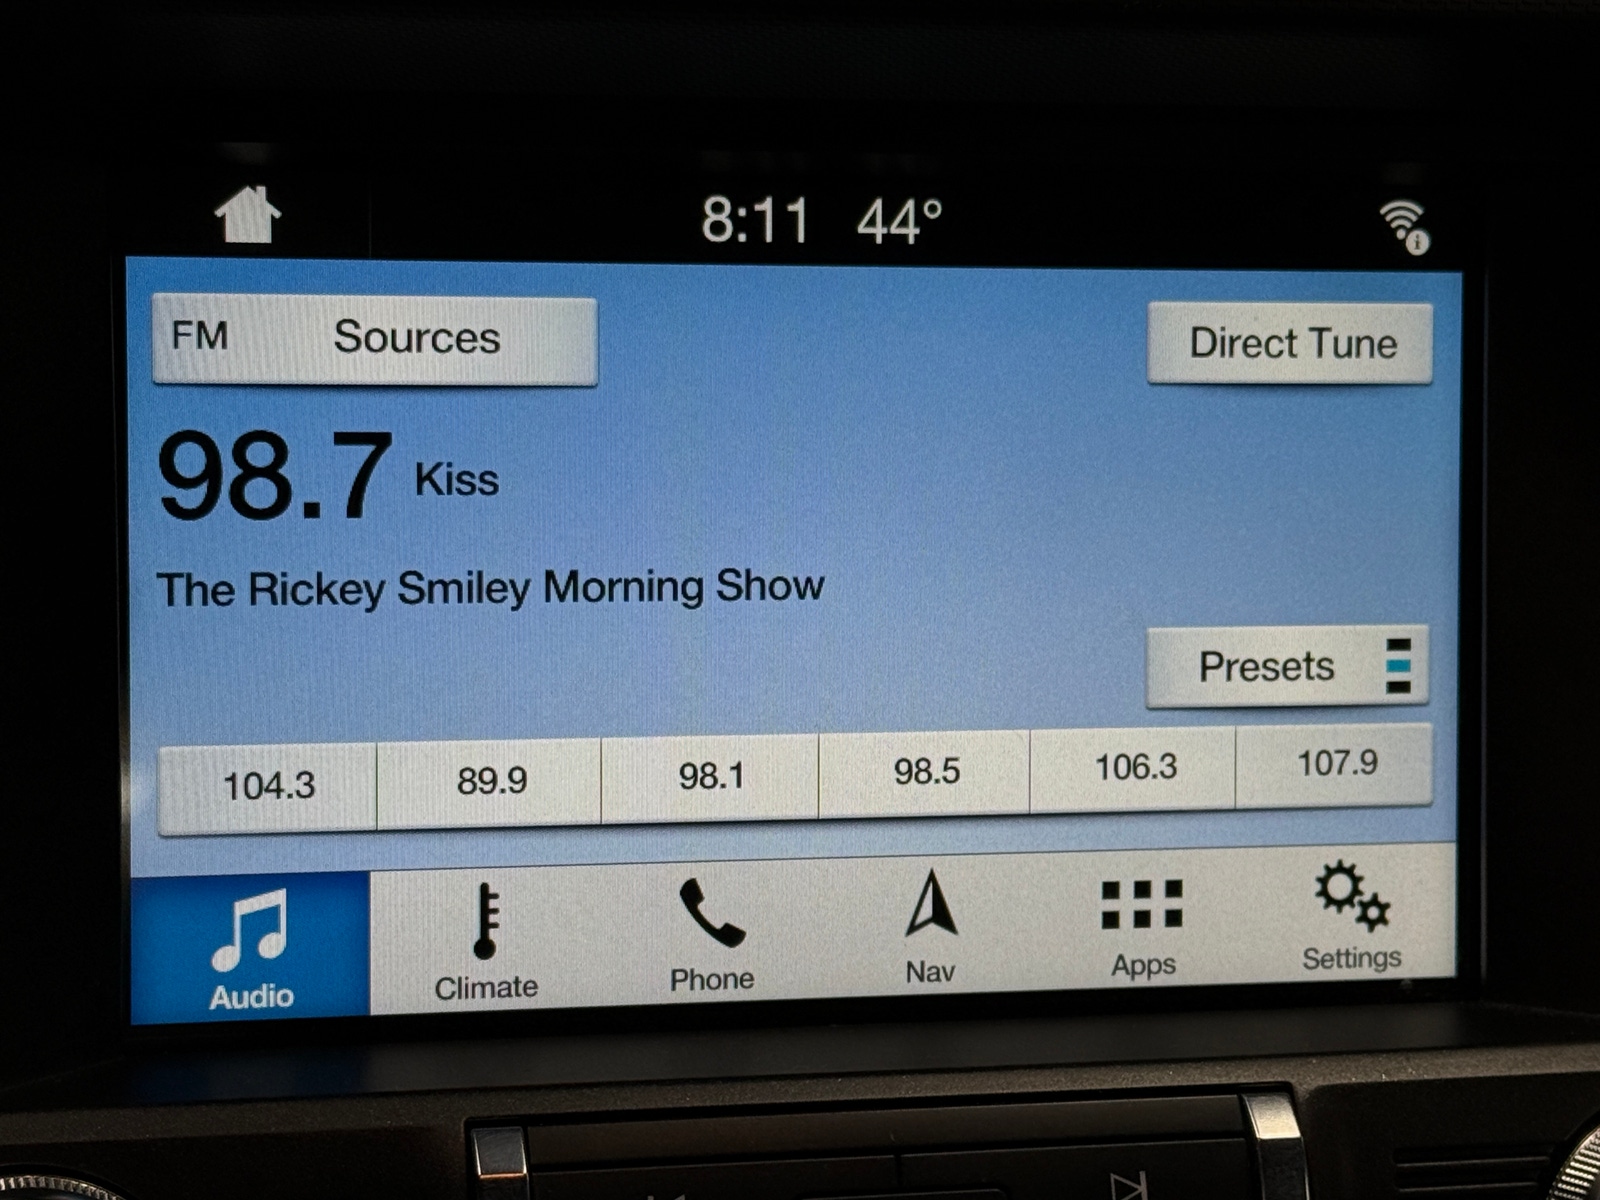 8:11 44°
FM Sources Direct Tune
98.7 Kiss
The Rickey Smiley Morning Show
Presets
104.3 89.9 98.1 98.5 106.3 107.9
Audio Climate Phone Nav Apps Settings